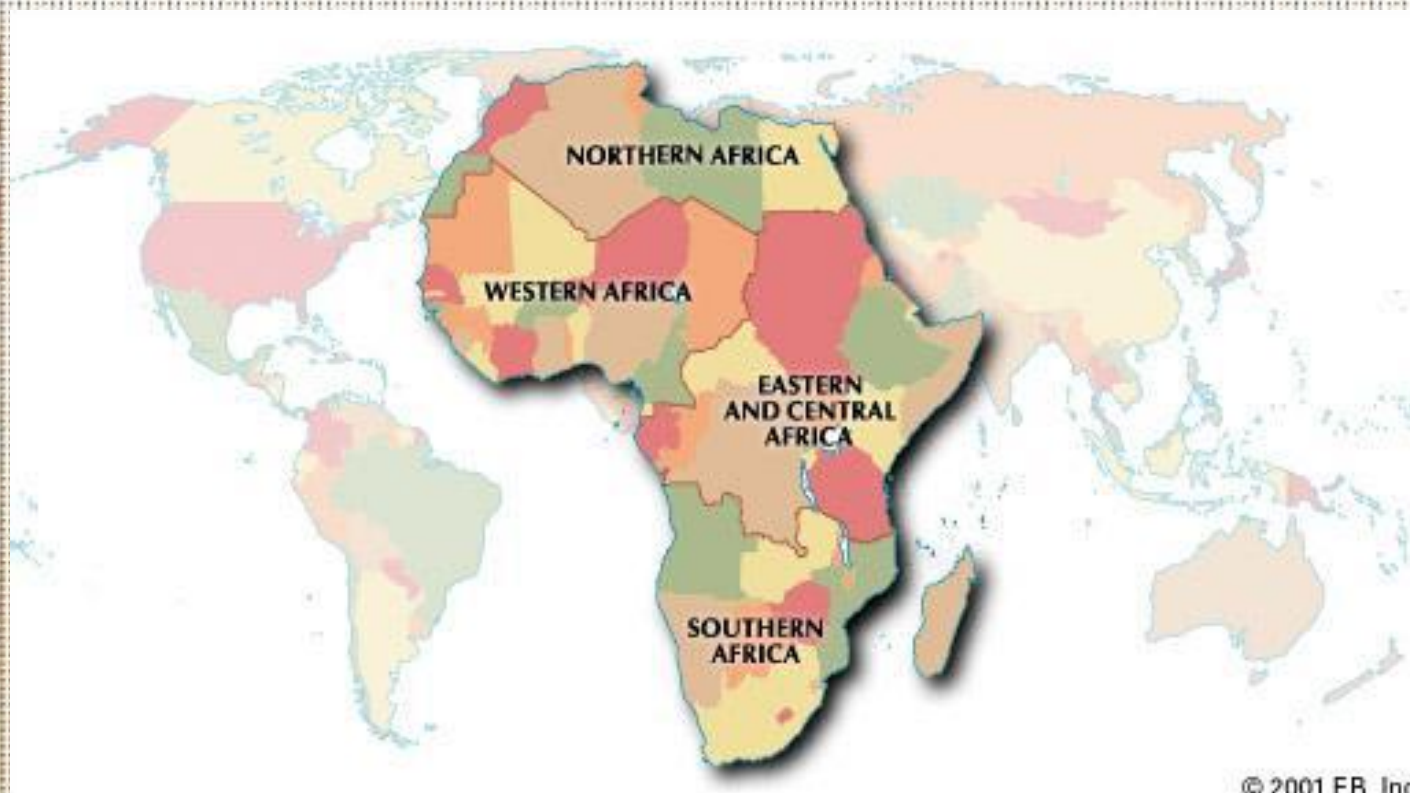 NORTHERN AFRICA
WESTERN AFRICA
EASTERN
AND CENTRAL
AFRICA
SOUTHERN
AFRICA
© 2001 EB, Inc